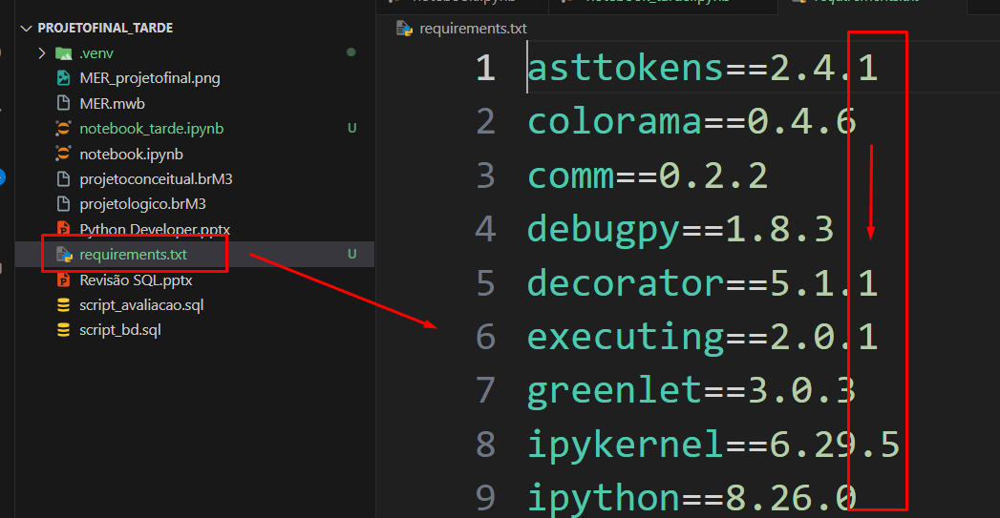 PROJETOFINAL_TARDE
.venv
MER_projetofinal.png
MER.mwb
notebook_tarde.ipynb U
notebook.ipynb
projetoconceitual.brM3
projetologico.brM3
Python Developer.pptx
requirements.txt U
Revisão SQL.pptx
script_avaliacao.sql
script_bd.sql
requirements.txt
1 asttokens==2.4.1
2 colorama==0.4.6
3 comm==0.2.2
4 debugpy==1.8.3
5 decorator==5.1.1
6 executing==2.0.1
7 greenlet==3.0.3
8 ipykernel==6.29.5
9 ipython==8.26.0